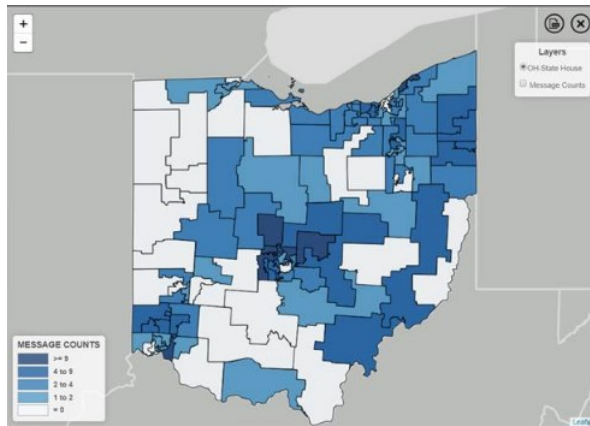 +
−
Layers
OH-State House
Message Counts
MESSAGE COUNTS
>= 9
4 to 9
2 to 4
1 to 2
= 0